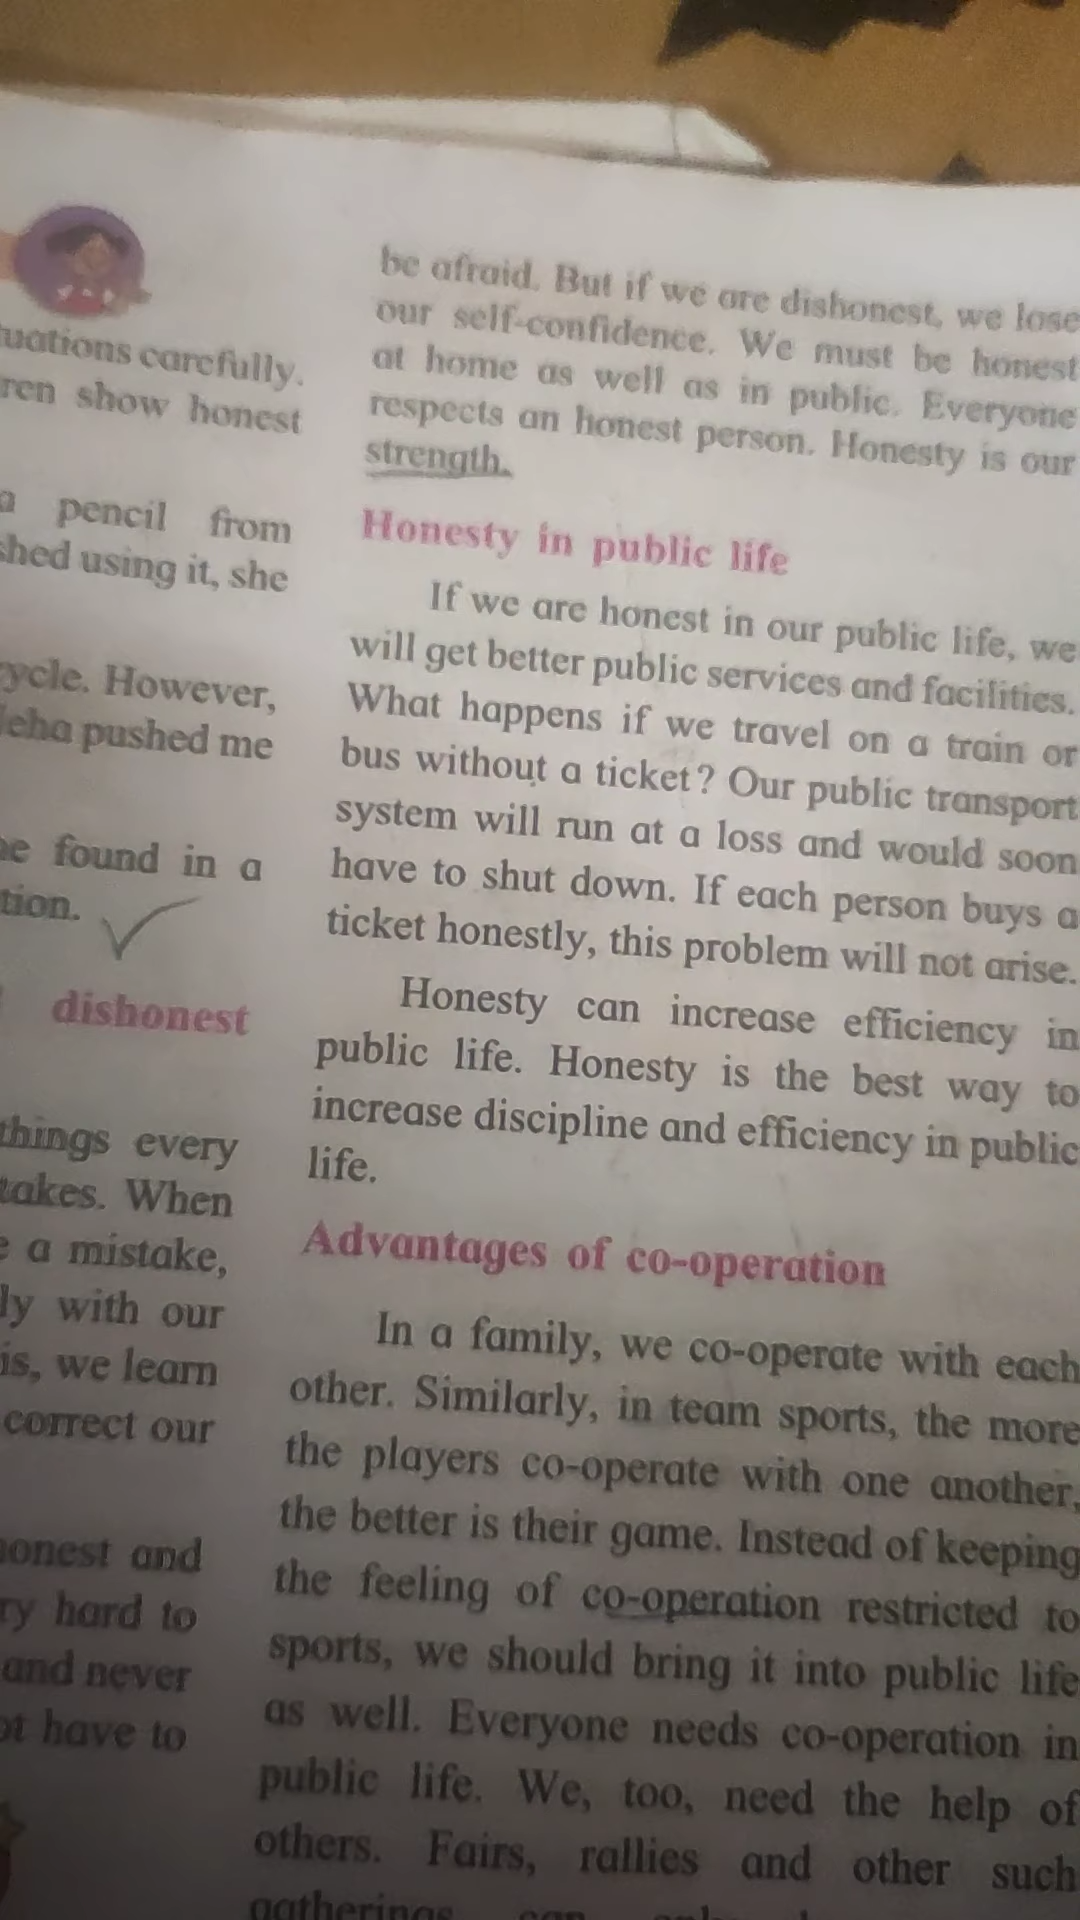 uations carefully.
ren show honest
a pencil from
shed using it, she
ycle. However,
eha pushed me
e found in a
tion.
dishonest
things every
takes. When
a mistake,
ly with our
is, we learn
correct our
onest and
ry hard to
and never
ot have to
be afraid. But if we are dishonest, we lose
our self-confidence. We must be honest
at home as well as in public. Everyone
respects an honest person. Honesty is our
strength.
Honesty in public life
If we are honest in our public life, we
will get better public services and facilities.
What happens if we travel on a train or
bus without a ticket? Our public transport
system will run at a loss and would soon
have to shut down. If each person buys a
ticket honestly, this problem will not arise.
Honesty can increase efficiency in
public life. Honesty is the best way to
increase discipline and efficiency in public
life.
Advantages of co-operation
In a family, we co-operate with each
other. Similarly, in team sports, the more
the players co-operate with one another,
the better is their game. Instead of keeping
the feeling of co-operation restricted to
sports, we should bring it into public life
as well. Everyone needs co-operation in
public life. We, too, need the help of
others. Fairs, rallies and other such
gatherings can only